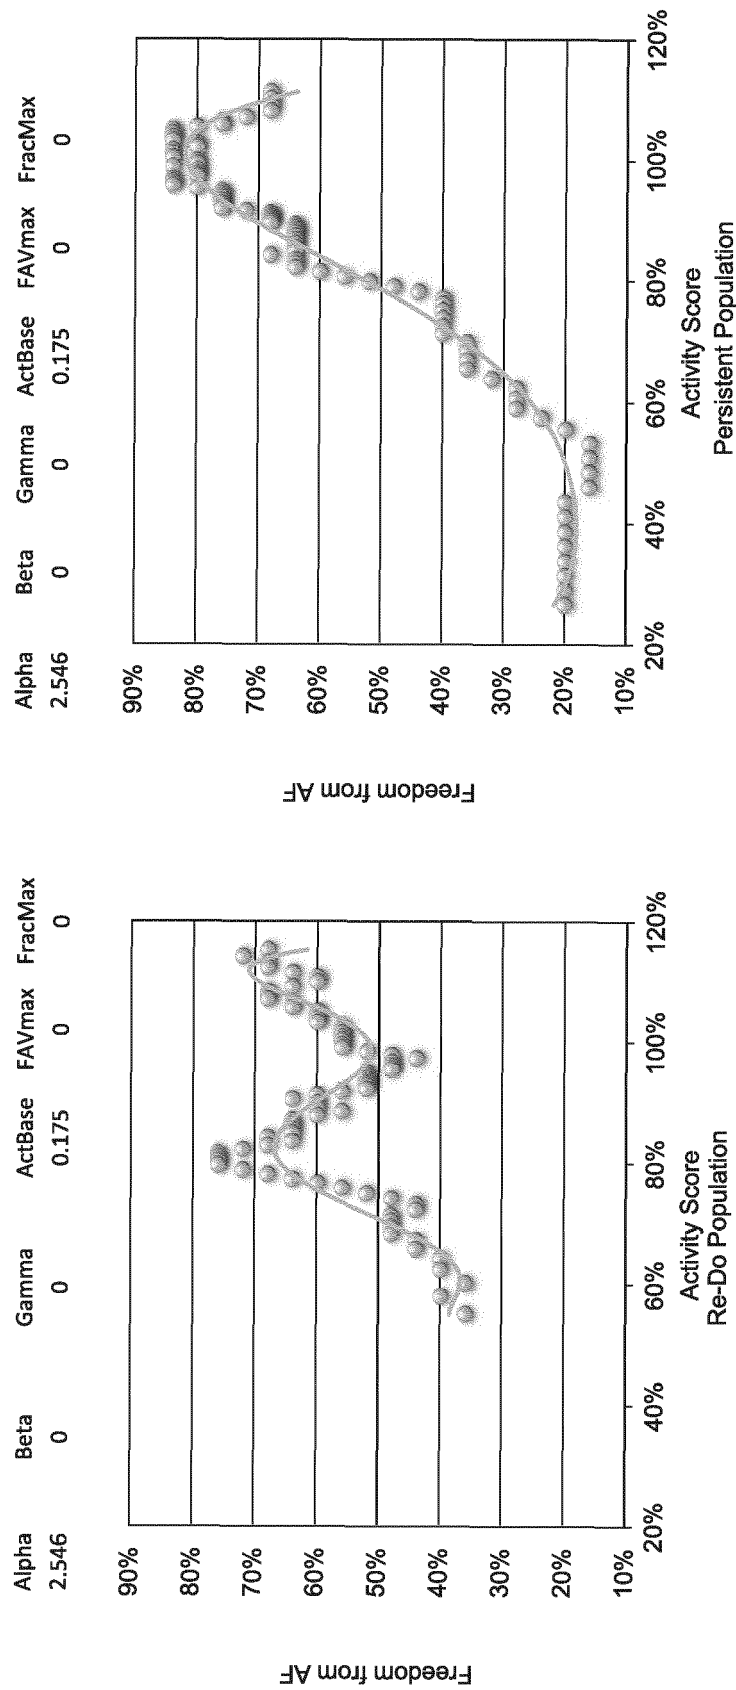 Alpha Beta Gamma ActBase FAVmax FracMax
2.546 0 0 0.175 0 0
90%
80%
70%
60%
50%
40%
30%
20%
10%
Freedom from AF
20% 40% 60% 80% 100% 120%
Activity Score
Re-Do Population
Alpha Beta Gamma ActBase FAVmax FracMax
2.546 0 0 0.175 0 0
90%
80%
70%
60%
50%
40%
30%
20%
10%
Freedom from AF
20% 40% 60% 80% 100% 120%
Activity Score
Persistent Population